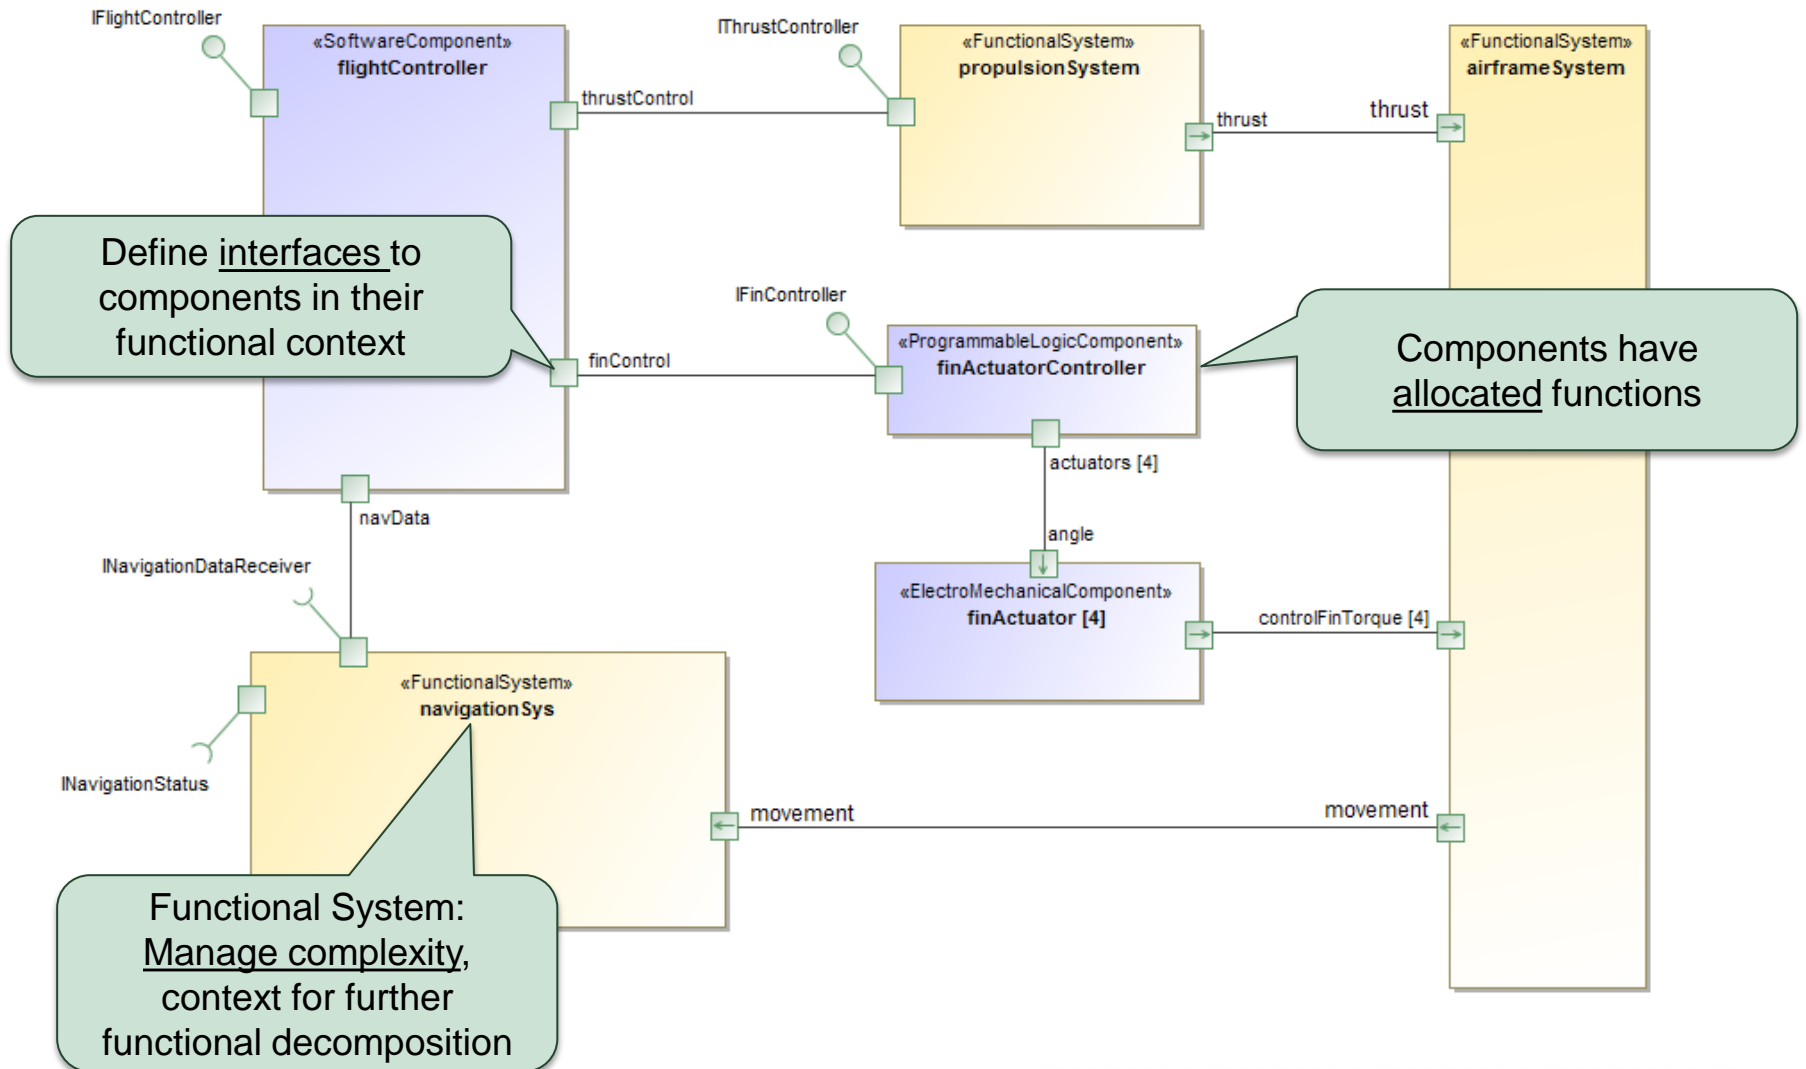 IFlightController
«SoftwareComponent»
flightController
IThrustController
«FunctionalSystem»
propulsionSystem
«FunctionalSystem»
airframeSystem
thrustControl
thrust
thrust
Define interfaces to
components in their
functional context
IFinController
finControl
«ProgrammableLogicComponent»
finActuatorController
Components have
allocated functions
actuators [4]
navData
angle
INavigationDataReceiver
«ElectroMechanicalComponent»
finActuator [4]
controlFinTorque [4]
«FunctionalSystem»
navigationSys
INavigationStatus
movement
movement
Functional System:
Manage complexity,
context for further
functional decomposition